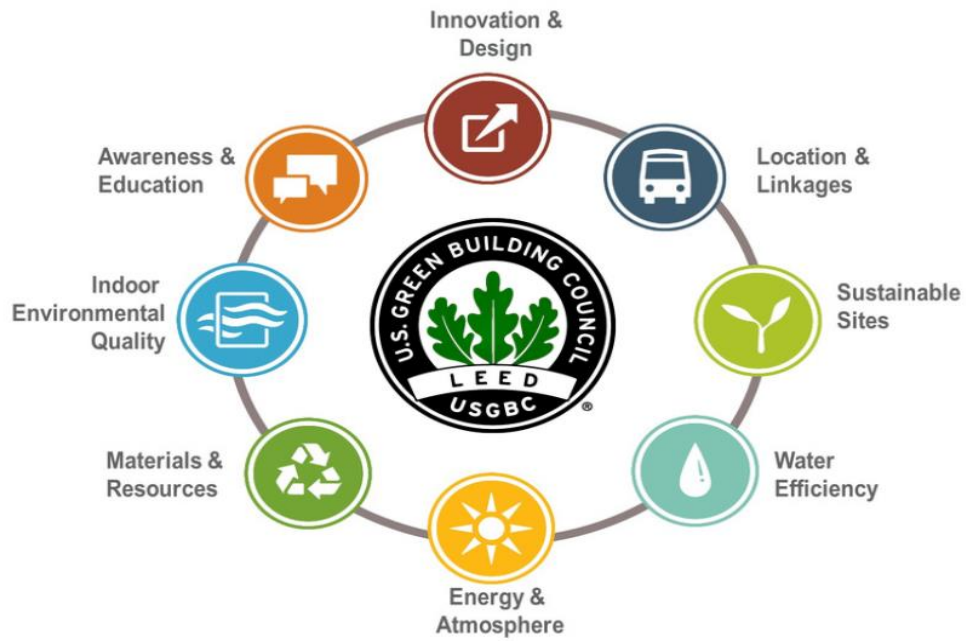 Innovation &
Design
Location &
Linkages
Sustainable
Sites
Water
Efficiency
Energy &
Atmosphere
Materials &
Resources
Indoor
Environmental
Quality
Awareness &
Education
U.S. GREEN BUILDING COUNCIL
LEED
USGBC
®